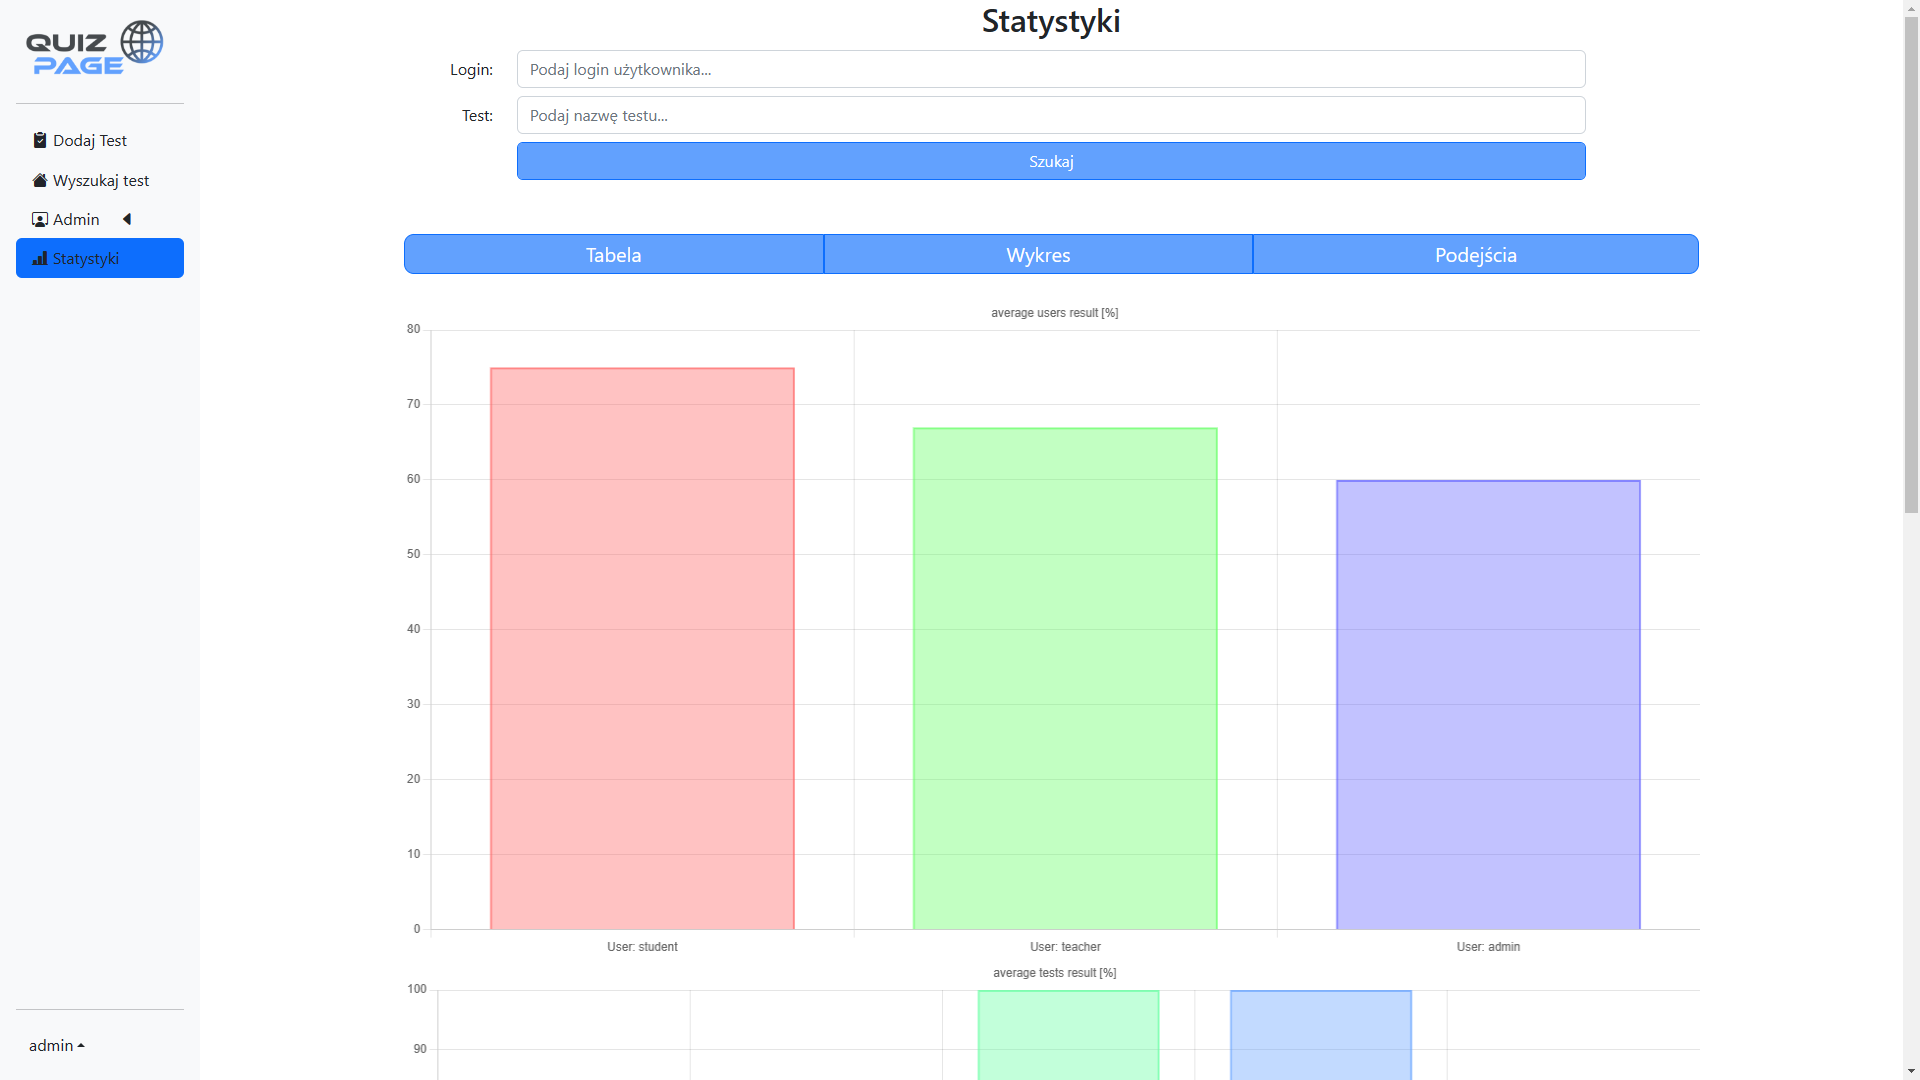 QUIZ
PAGE
Dodaj Test
Wyszukaj test
Admin
Statystyki
admin
Statystyki
Login:
Podaj login użytkownika...
Test:
Podaj nazwę testu...
Szukaj
Tabela Wykres Podejścia
average users result [%]
80
70
60
50
40
30
20
10
0
User: student User: teacher User: admin
average tests result [%]
100
90